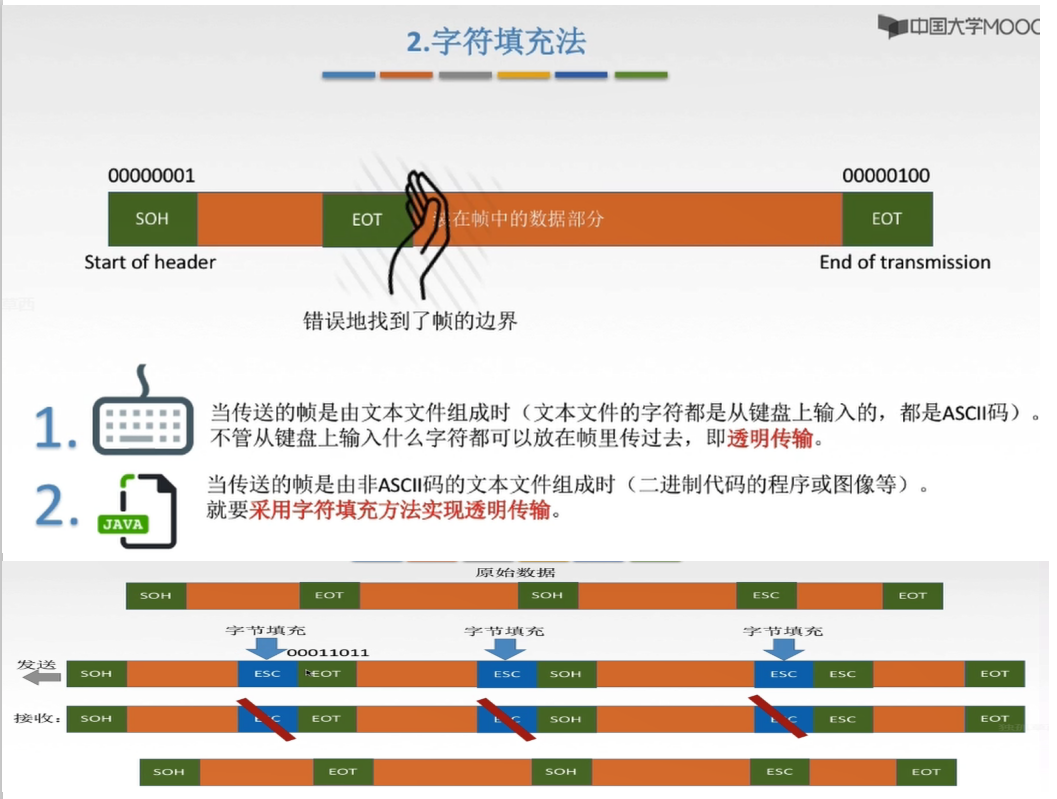 中国大学MOOC
2.字符填充法
00000001
00000100
SOH
EOT
在帧中的数据部分
EOT
Start of header
End of transmission
错误地找到了帧的边界
1.
当传送的帧是由文本文件组成时（文本文件的字符都是从键盘上输入的，都是ASCII码）。
不管从键盘上输入什么字符都可以放在帧里传过去，即透明传输。
2.
JAVA
当传送的帧是由非ASCII码的文本文件组成时（二进制代码的程序或图像等）。
就要采用字符填充方法实现透明传输。
原始数据
SOH EOT SOH ESC EOT
字节填充 字节填充 字节填充
00011011
发送
SOH ESC EOT ESC SOH ESC ESC EOT
接收：
SOH ESC EOT ESC SOH ESC ESC EOT
SOH EOT SOH ESC EOT